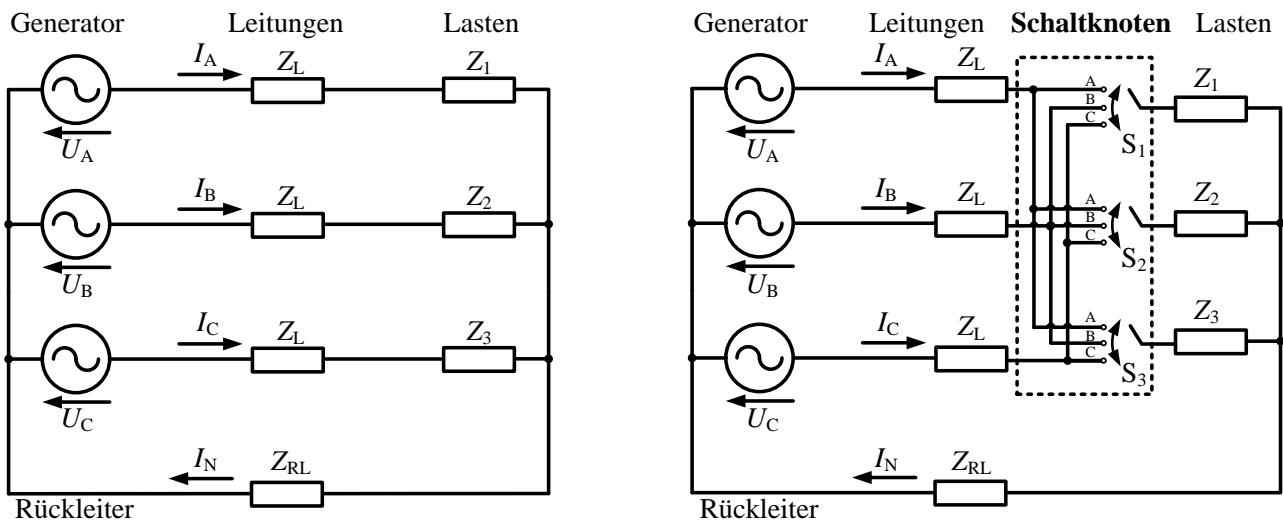 Generator Leitungen Lasten
I_A Z_L Z_1
U_A
I_B Z_L Z_2
U_B
I_C Z_L Z_3
U_C
I_N Z_RL
Rückleiter
Generator Leitungen Schaltknoten Lasten
I_A Z_L Z_1
A
B
C
S_1
U_A
I_B Z_L Z_2
A
B
C
S_2
U_B
I_C Z_L Z_3
A
B
C
S_3
U_C
I_N Z_RL
Rückleiter